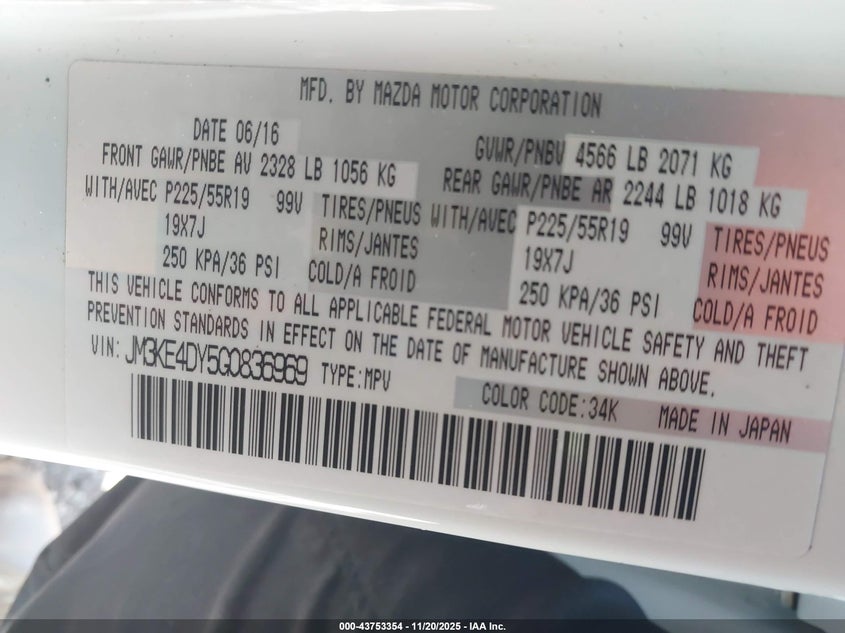 MFD. BY MAZDA MOTOR CORPORATION
DATE 06/16 GVWR/PNBV 4566 LB 2071 KG
FRONT GAWR/PNBE AV 2328 LB 1056 KG REAR GAWR/PNBE AR 2244 LB 1018 KG
WITH/AVEC P225/55R19 99V TIRES/PNEUS WITH/AVEC P225/55R19 99V TIRES/PNEUS
19X7J RIMS/JANTES 19X7J RIMS/JANTES
250 KPA/36 PSI COLD/A FROID 250 KPA/36 PSI COLD/A FROID
THIS VEHICLE CONFORMS TO ALL APPLICABLE FEDERAL MOTOR VEHICLE SAFETY AND THEFT
PREVENTION STANDARDS IN EFFECT ON THE DATE OF MANUFACTURE SHOWN ABOVE.
VIN: JM3KE4DY5G0836969 TYPE:MPV
COLOR CODE:34K MADE IN JAPAN
000-43753354 | 11/20/2025 - IAA Inc.